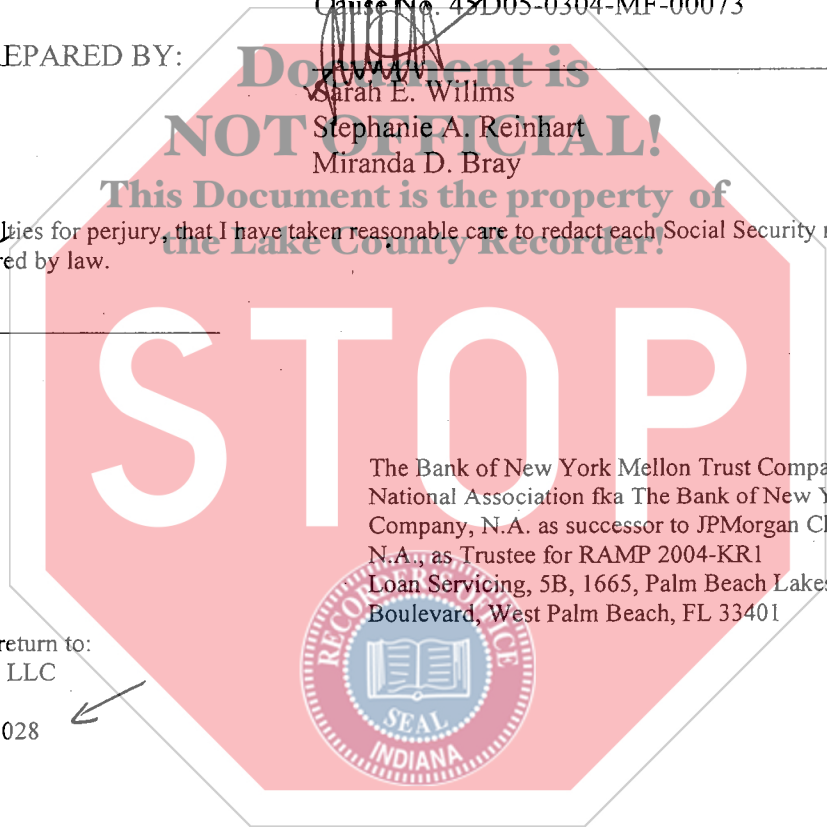 Cause No. 45D05-0304-MF-00073
EPARED BY:
Document is
Sarah E. Willms
NOT OFFICIAL!
Stephanie A. Reinhart
Miranda D. Bray
This Document is the property of
lties for perjury, that I have taken reasonable care to redact each Social Security
the Lake County Recorder!
red by law.
STOP
The Bank of New York Mellon Trust Compa
National Association fka The Bank of New Y
Company, N.A. as successor to JPMorgan Ch
N.A., as Trustee for RAMP 2004-KR1
Loan Servicing, 5B, 1665, Palm Beach Lakes
Boulevard, West Palm Beach, FL 33401
RECORDER'S OFFICE
SEAL
INDIANA
return to:
LLC
028